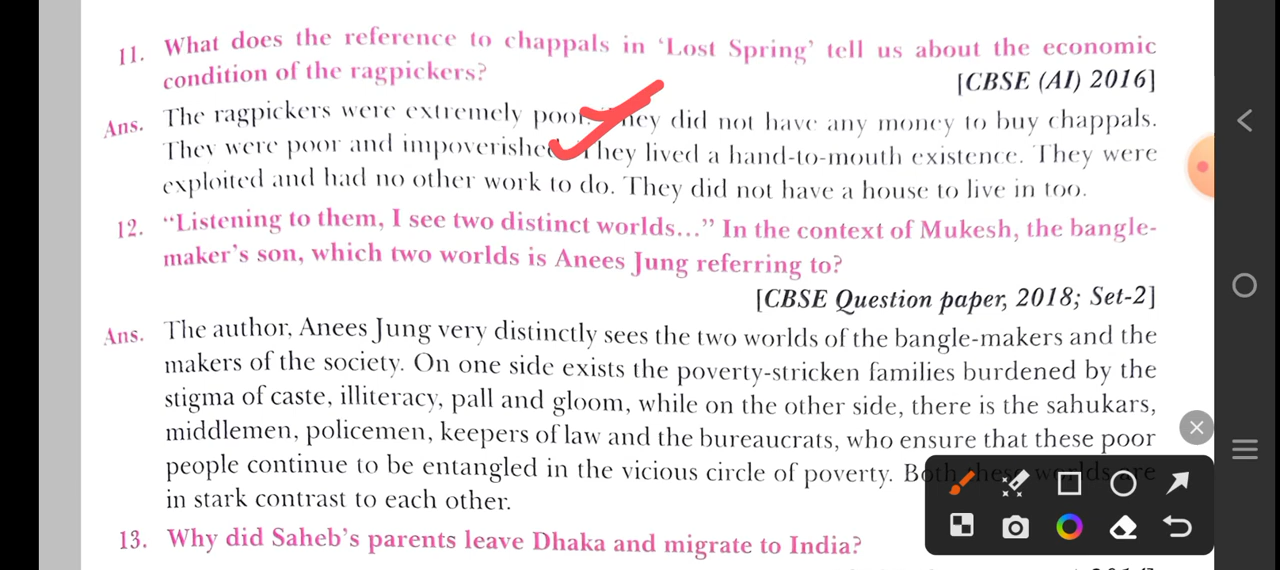 11. What does the reference to chappals in ‘Lost Spring’ tell us about the economic
condition of the ragpickers?
[CBSE (AI) 2016]
Ans. The ragpickers were extremely poor. They did not have any money to buy chappals.
They were poor and impoverished. They lived a hand-to-mouth existence. They were
exploited and had no other work to do. They did not have a house to live in too.
12. “Listening to them, I see two distinct worlds...” In the context of Mukesh, the bangle-
maker’s son, which two worlds is Anees Jung referring to?
[CBSE Question paper, 2018; Set-2]
Ans. The author, Anees Jung very distinctly sees the two worlds of the bangle-makers and the
makers of the society. On one side exists the poverty-stricken families burdened by the
stigma of caste, illiteracy, pall and gloom, while on the other side, there is the sahukars,
middlemen, policemen, keepers of law and the bureaucrats, who ensure that these poor
people continue to be entangled in the vicious circle of poverty. Both these worlds are
in stark contrast to each other.
13. Why did Saheb’s parents leave Dhaka and migrate to India?